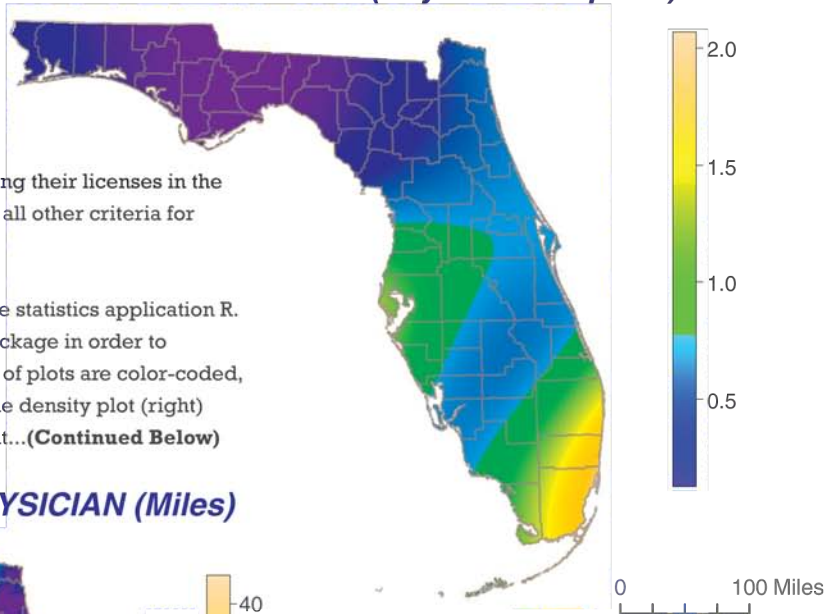 ng their licenses in the
all other criteria for
e statistics application R.
ckage in order to
of plots are color-coded,
e density plot (right)
t...(Continued Below)
YSICIAN (Miles)
40
2.0
1.5
1.0
0.5
0 100 Miles